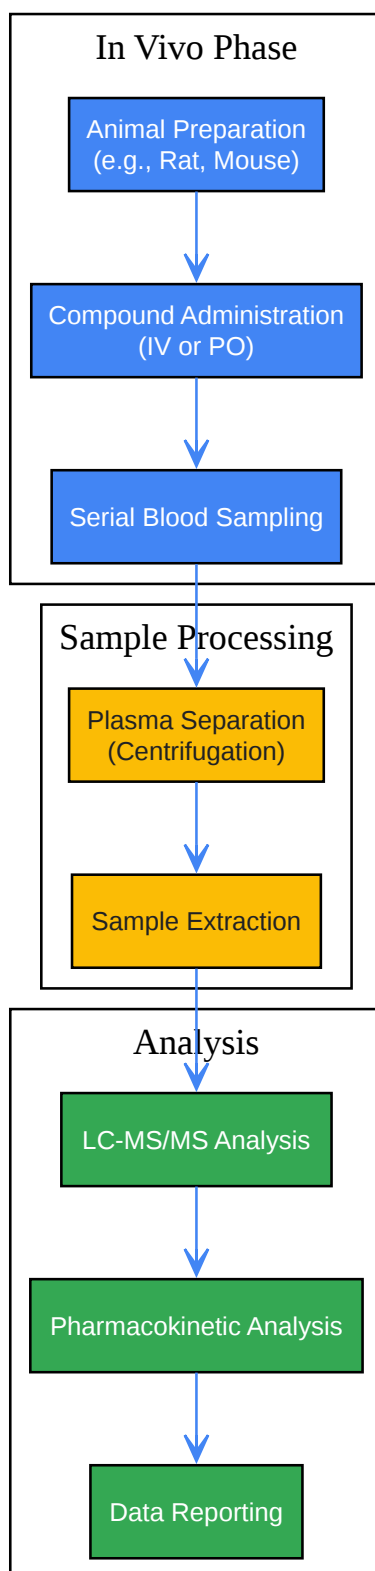 In Vivo Phase
Animal Preparation
(e.g., Rat, Mouse)
Compound Administration
(IV or PO)
Serial Blood Sampling
Sample Processing
Plasma Separation
(Centrifugation)
Sample Extraction
Analysis
LC-MS/MS Analysis
Pharmacokinetic Analysis
Data Reporting